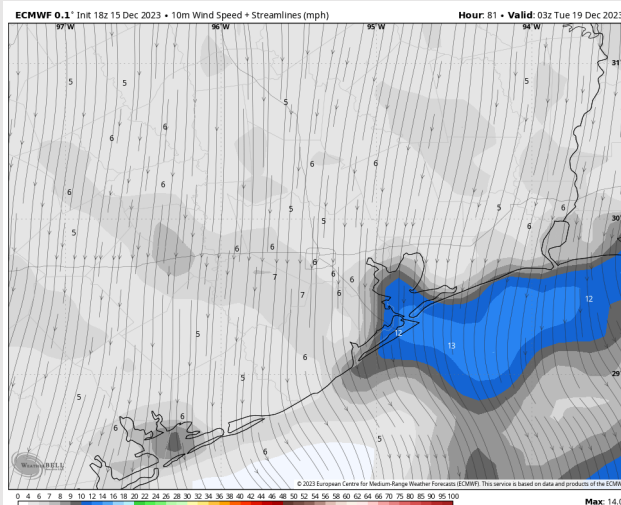 ECMWF 0.1° Init 18z 15 Dec 2023 • 10m Wind Speed + Streamlines (mph) Hour: 81 • Valid: 03z Tue 19 Dec 2023
97°W 96°W 95°W 94°W
31°
5 5 5 5
6 6
6 6
6 6
5 5 6
5 5 6
30°
6 6
6 6 6
7 7 6
12
12
5 13
6
29°
5
5
6 6 5
6
WEATHERBELL
© 2023 European Centre for Medium-Range Weather Forecasts (ECMWF). This service is based on data and products of the ECMW
0 4 6 7 8 9 10 12 14 16 18 20 22 24 26 28 30 32 34 36 38 40 42 44 46 48 50 52 54 56 58 60 62 64 66 68 70 75 80 85 90 95 100
Max: 14.0